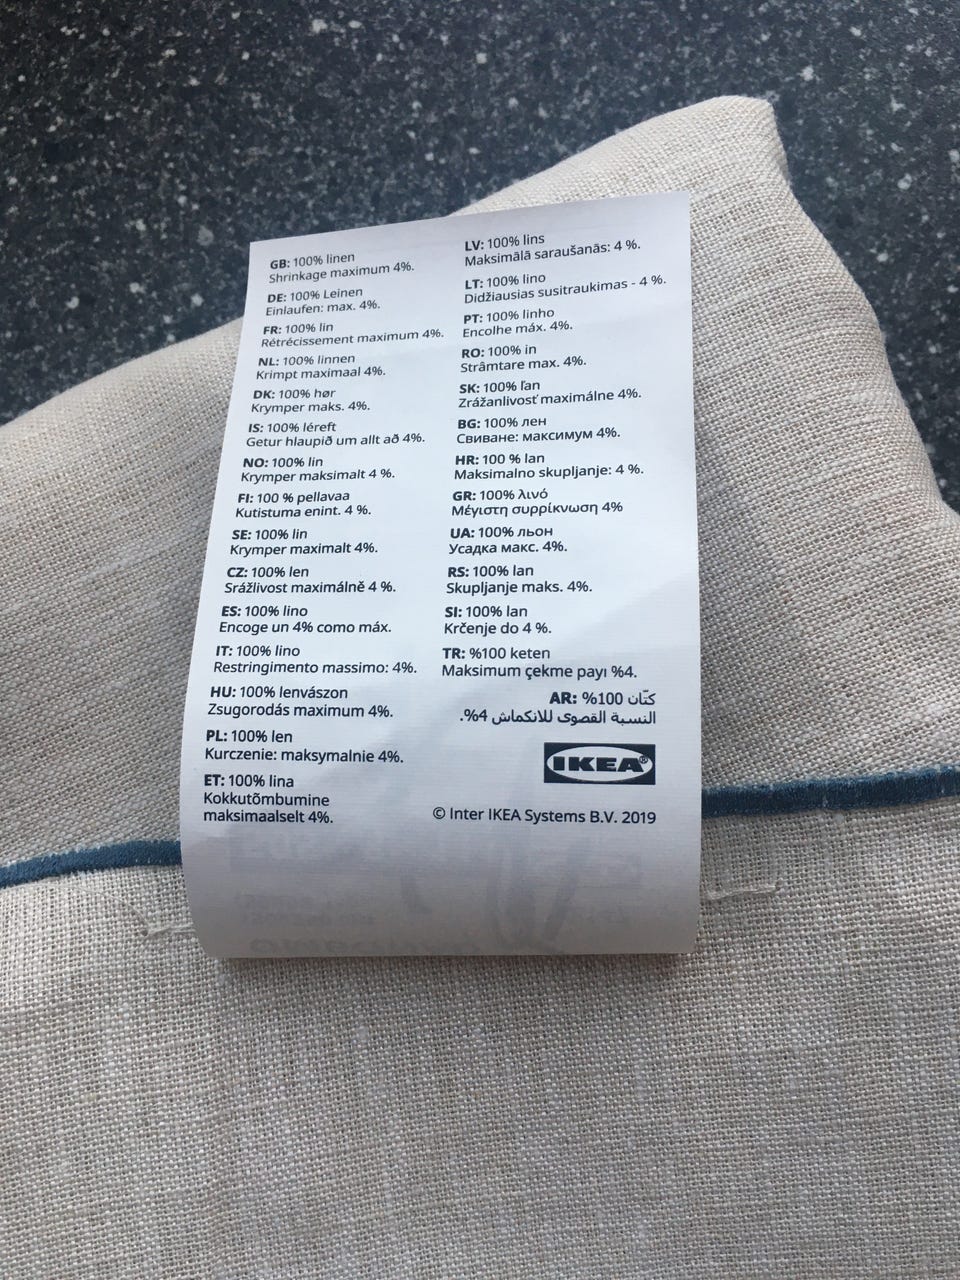 GB: 100% linen
Shrinkage maximum 4%.
DE: 100% Leinen
Einlaufen: max. 4%.
FR: 100% lin
Rétrécissement maximum 4%.
NL: 100% linnen
Krimpt maximaal 4%.
DK: 100% hør
Krymper maks. 4%.
IS: 100% léreft
Getur hlaupið um allt að 4%.
NO: 100% lin
Krymper maksimalt 4 %.
FI: 100 % pellavaa
Kutistuma enint. 4 %.
SE: 100% lin
Krymper maximalt 4%.
CZ: 100% len
Srážlivost maximálně 4 %.
ES: 100% lino
Encoge un 4% como máx.
IT: 100% lino
Restringimento massimo: 4%.
HU: 100% lenvászon
Zsugorodás maximum 4%.
PL: 100% len
Kurczenie: maksymalnie 4%.
ET: 100% lina
Kokkutõmbumine
maksimaalselt 4%.
LV: 100% lins
Maksimālā saraušanās: 4 %.
LT: 100% lino
Didžiausias susitraukimas - 4 %.
PT: 100% linho
Encolhe máx. 4%.
RO: 100% in
Strâmtare max. 4%.
SK: 100% ľan
Zrážanlivosť maximálne 4%.
BG: 100% лен
Свиване: максимум 4%.
HR: 100 % lan
Maksimalno skupljanje: 4 %.
GR: 100% λινό
Μέγιστη συρρίκνωση 4%
UA: 100% льон
Усадка макс. 4%.
RS: 100% lan
Skupljanje maks. 4%.
SI: 100% lan
Krčenje do 4 %.
TR: %100 keten
Maksimum çekme payı %4.
AR: %100 كتّان
النسبة القصوى للانكماش 4%.
IKEA®
© Inter IKEA Systems B.V. 2019